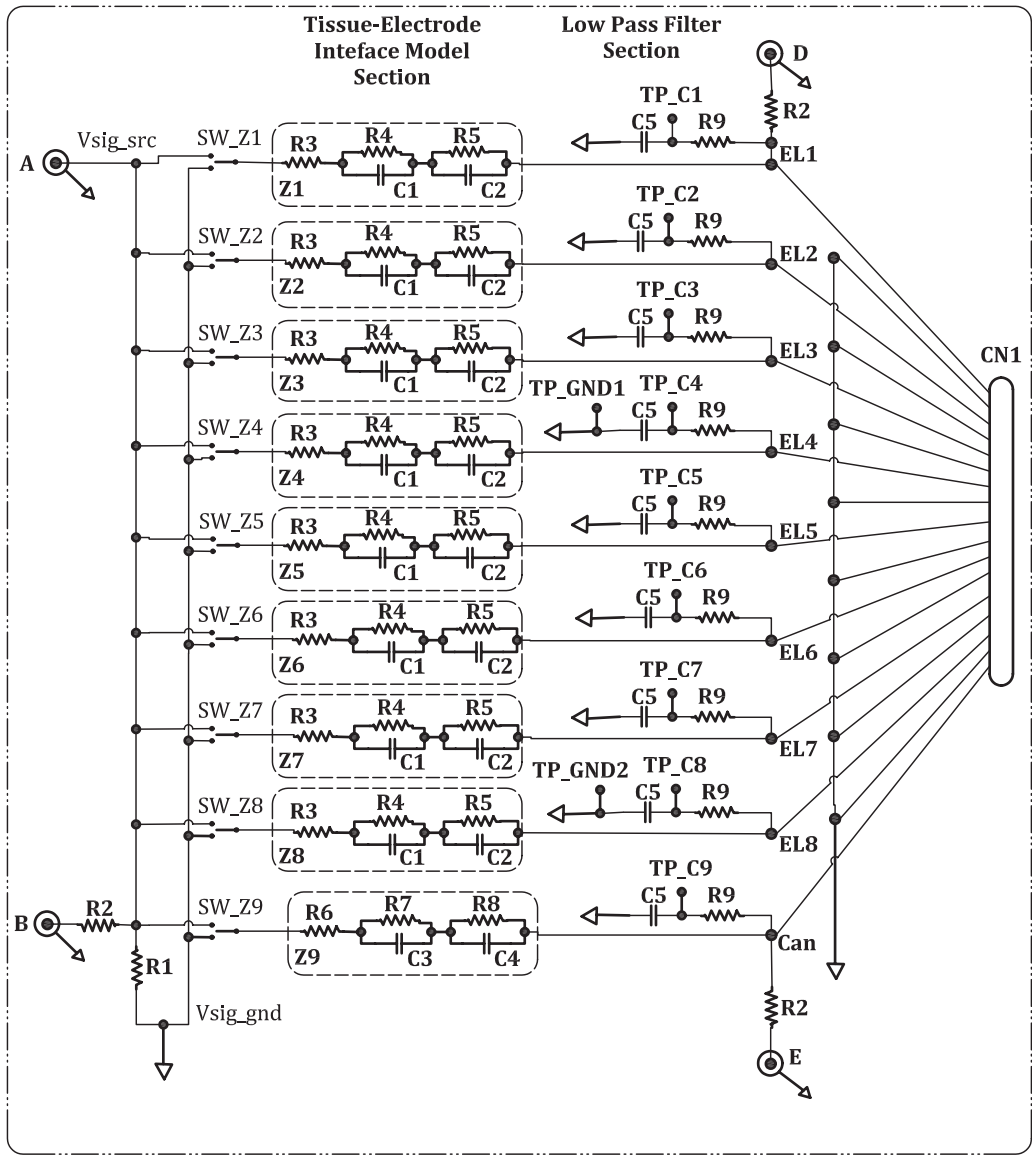 Tissue-Electrode
Inteface Model
Section
Low Pass Filter
Section
D
R2
TP_C1
C5 R9
EL1
Vsig_src
A
SW_Z1
R3 R4 R5
Z1 C1 C2
TP_C2
C5 R9
EL2
SW_Z2
R3 R4 R5
Z2 C1 C2
TP_C3
C5 R9
EL3
SW_Z3
R3 R4 R5
Z3 C1 C2
CN1
TP_GND1 TP_C4
C5 R9
EL4
SW_Z4
R3 R4 R5
Z4 C1 C2
TP_C5
C5 R9
EL5
SW_Z5
R3 R4 R5
Z5 C1 C2
TP_C6
C5 R9
EL6
SW_Z6
R3 R4 R5
Z6 C1 C2
TP_C7
C5 R9
EL7
SW_Z7
R3 R4 R5
Z7 C1 C2
TP_GND2 TP_C8
C5 R9
EL8
SW_Z8
R3 R4 R5
Z8 C1 C2
TP_C9
C5 R9
Can
B R2
SW_Z9
R6 R7 R8
Z9 C3 C4
R1
Vsig_gnd
R2
E